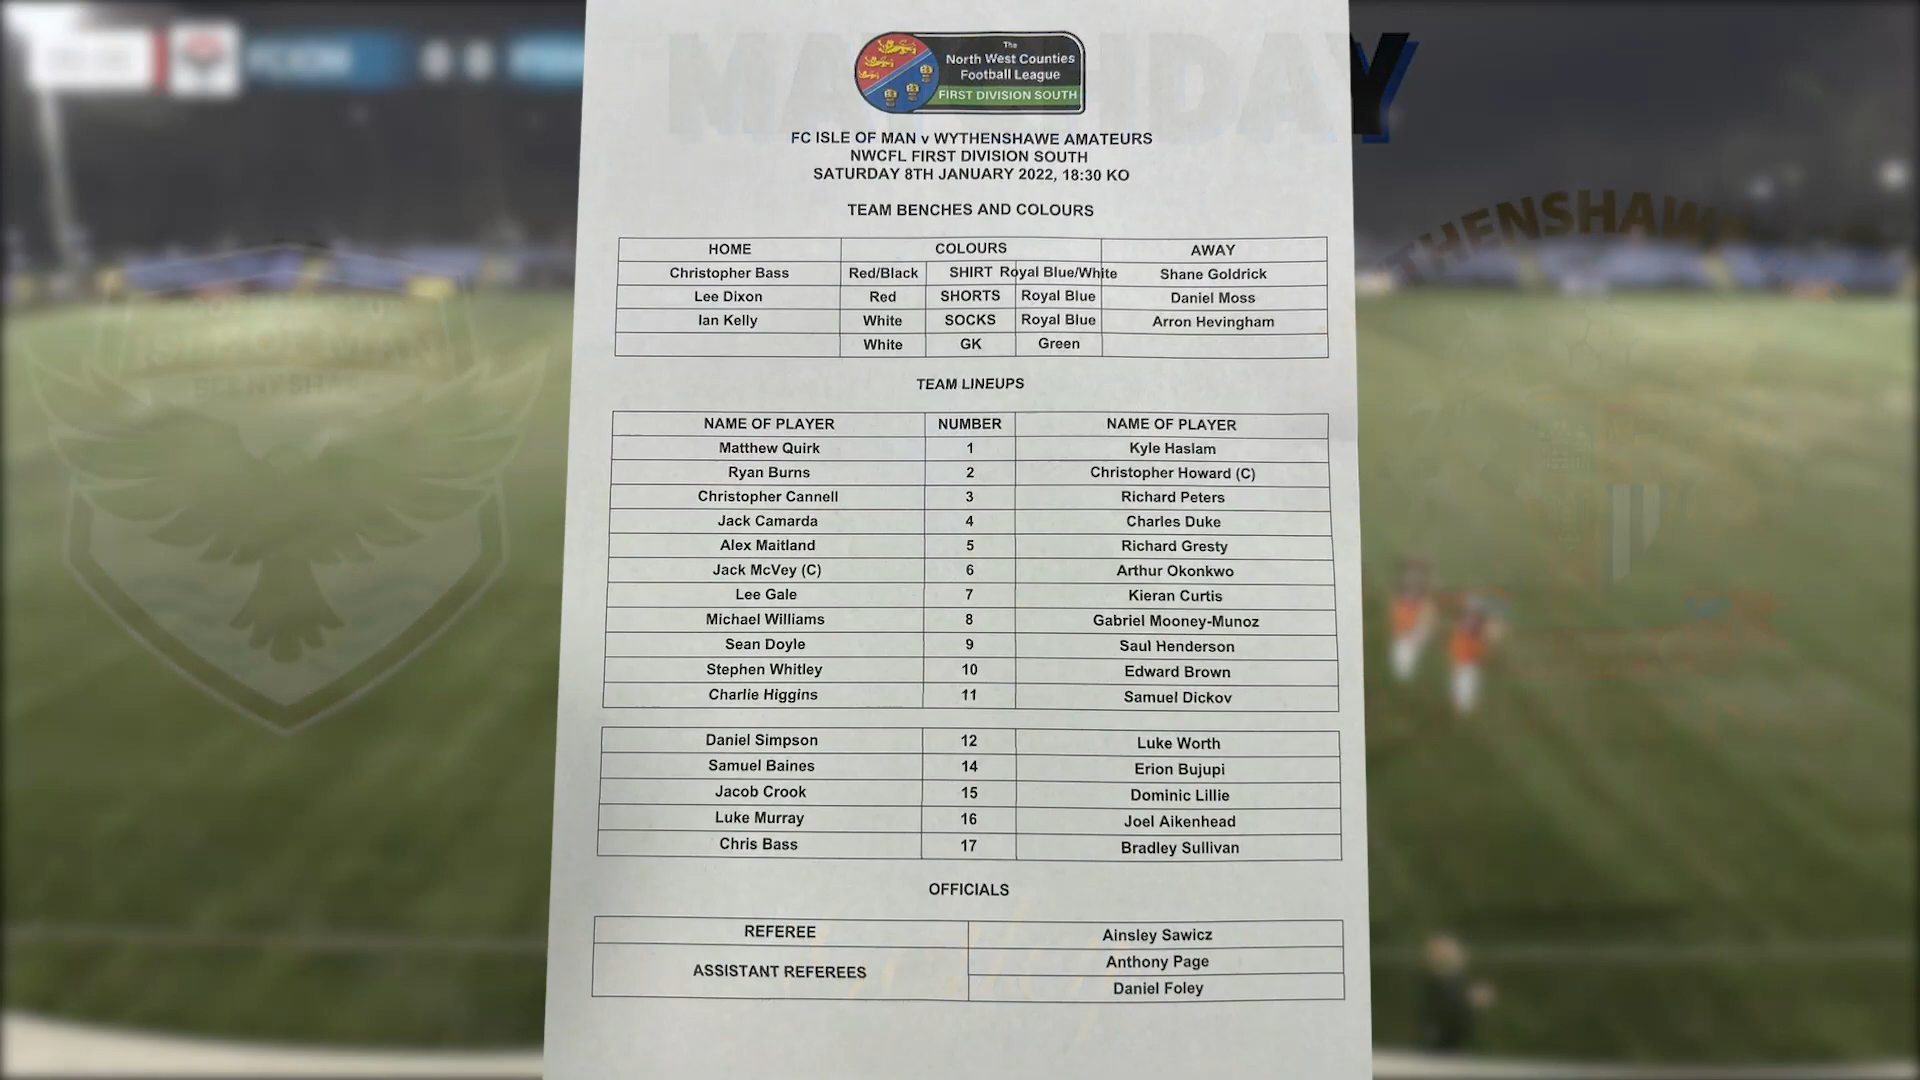 MATCHDAY
The
North West Counties
Football League
FIRST DIVISION SOUTH
FC ISLE OF MAN v WYTHENSHAWE AMATEURS
NWCFL FIRST DIVISION SOUTH
SATURDAY 8TH JANUARY 2022, 18:30 KO
TEAM BENCHES AND COLOURS
HOME COLOURS AWAY
Christopher Bass Red/Black SHIRT Royal Blue/White Shane Goldrick
Lee Dixon Red SHORTS Royal Blue Daniel Moss
Ian Kelly White SOCKS Royal Blue Arron Hevingham
White GK Green
TEAM LINEUPS
NAME OF PLAYER NUMBER NAME OF PLAYER
Matthew Quirk 1 Kyle Haslam
Ryan Burns 2 Christopher Howard (C)
Christopher Cannell 3 Richard Peters
Jack Camarda 4 Charles Duke
Alex Maitland 5 Richard Gresty
Jack McVey (C) 6 Arthur Okonkwo
Lee Gale 7 Kieran Curtis
Michael Williams 8 Gabriel Mooney-Munoz
Sean Doyle 9 Saul Henderson
Stephen Whitley 10 Edward Brown
Charlie Higgins 11 Samuel Dickov
Daniel Simpson 12 Luke Worth
Samuel Baines 14 Erion Bujupi
Jacob Crook 15 Dominic Lillie
Luke Murray 16 Joel Aikenhead
Chris Bass 17 Bradley Sullivan
OFFICIALS
REFEREE Ainsley Sawicz
ASSISTANT REFEREES Anthony Page
Daniel Foley